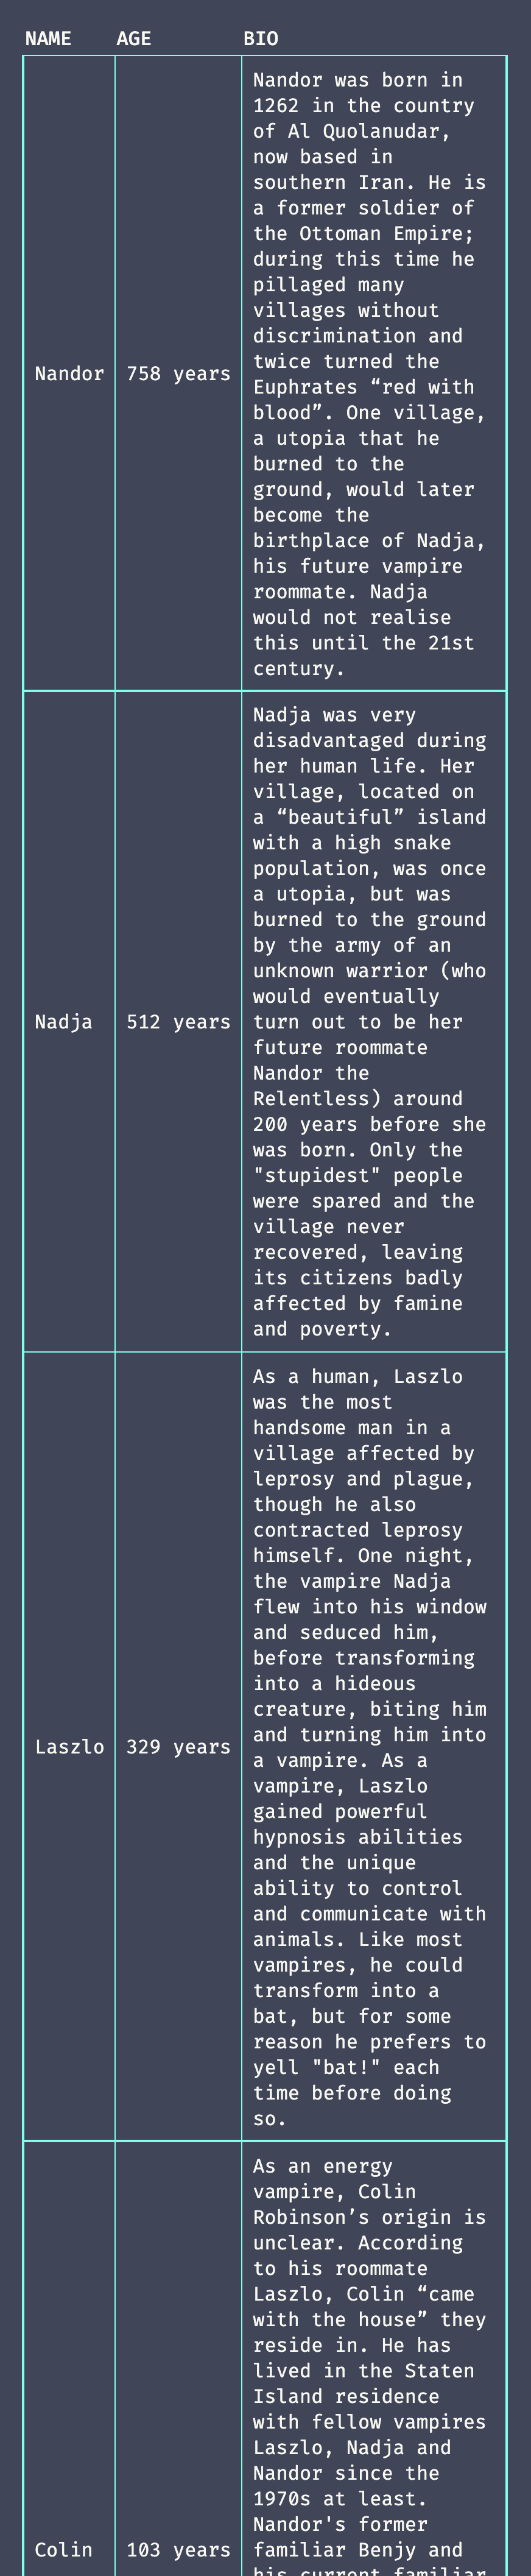 NAME AGE BIO
Nandor was born in
1262 in the country
of Al Quolanudar,
now based in
southern Iran. He is
a former soldier of
the Ottoman Empire;
during this time he
pillaged many
villages without
discrimination and
twice turned the
Nandor 758 years Euphrates “red with
blood”. One village,
a utopia that he
burned to the
ground, would later
become the
birthplace of Nadja,
his future vampire
roommate. Nadja
would not realise
this until the 21st
century.
Nadja was very
disadvantaged during
her human life. Her
village, located on
a “beautiful” island
with a high snake
population, was once
a utopia, but was
burned to the ground
by the army of an
unknown warrior (who
would eventually
Nadja 512 years turn out to be her
future roommate
Nandor the
Relentless) around
200 years before she
was born. Only the
"stupidest" people
were spared and the
village never
recovered, leaving
its citizens badly
affected by famine
and poverty.
As a human, Laszlo
was the most
handsome man in a
village affected by
leprosy and plague,
though he also
contracted leprosy
himself. One night,
the vampire Nadja
flew into his window
and seduced him,
before transforming
into a hideous
creature, biting him
and turning him into
Laszlo 329 years a vampire. As a
vampire, Laszlo
gained powerful
hypnosis abilities
and the unique
ability to control
and communicate with
animals. Like most
vampires, he could
transform into a
bat, but for some
reason he prefers to
yell "bat!" each
time before doing
so.
As an energy
vampire, Colin
Robinson’s origin is
unclear. According
to his roommate
Laszlo, Colin “came
with the house” they
reside in. He has
lived in the Staten
Island residence
with fellow vampires
Laszlo, Nadja and
Nandor since the
1970s at least.
Nandor's former
Colin 103 years familiar Benjy and
his current familiar